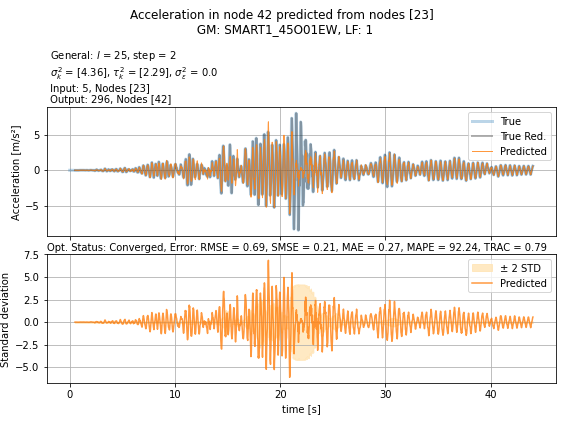 Acceleration in node 42 predicted from nodes [23]
GM: SMART1_45O01EW, LF: 1
General: l = 25, step = 2
σ²ₖ = [4.36], τ²ₖ = [2.29], σ²ε = 0.0
Input: 5, Nodes [23]
Output: 296, Nodes [42]
Acceleration [m/s²]
5
0
−5
True
True Red.
Predicted
Opt. Status: Converged, Error: RMSE = 0.69, SMSE = 0.21, MAE = 0.27, MAPE = 92.24, TRAC = 0.79
Standard deviation
7.5
5.0
2.5
0.0
−2.5
−5.0
± 2 STD
Predicted
0 10 20 30 40
time [s]